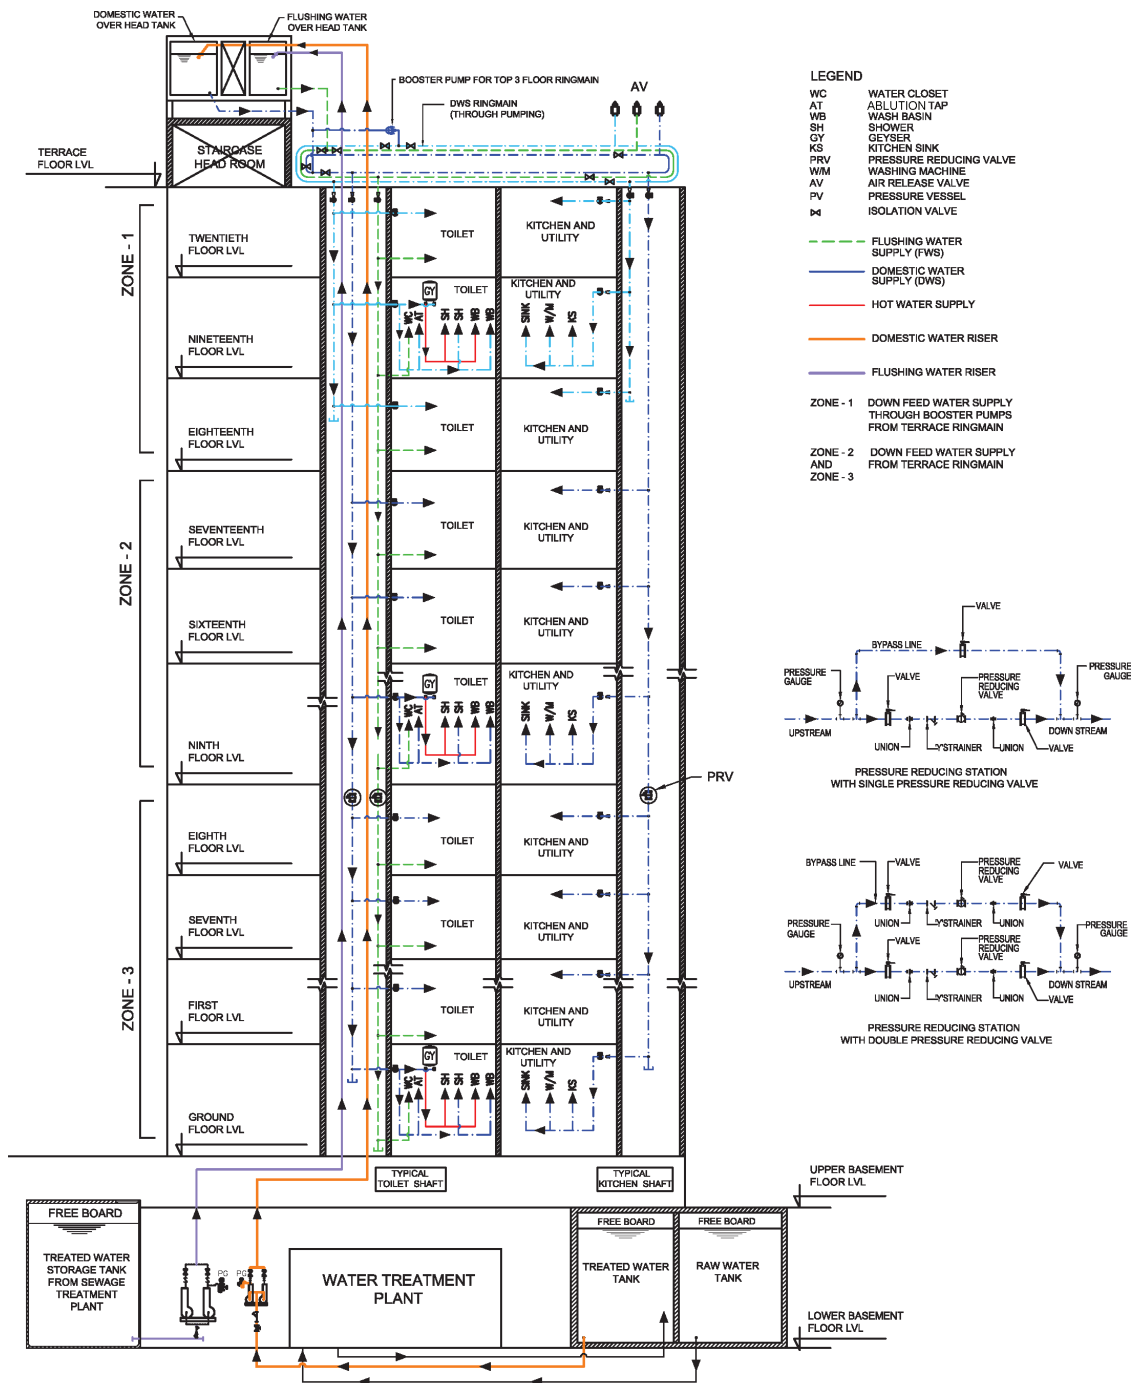 DOMESTIC WATER
OVER HEAD TANK
FLUSHING WATER
OVER HEAD TANK
BOOSTER PUMP FOR TOP 3 FLOOR RINGMAIN
DWS RINGMAIN
(THROUGH PUMPING)
AV
STAIRCASE
HEAD ROOM
TERRACE
FLOOR LVL
LEGEND
WC WATER CLOSET
AT ABLUTION TAP
WB WASH BASIN
SH SHOWER
GY GEYSER
KS KITCHEN SINK
PRV PRESSURE REDUCING VALVE
W/M WASHING MACHINE
AV AIR RELEASE VALVE
PV PRESSURE VESSEL
ISOLATION VALVE
FLUSHING WATER
SUPPLY (FWS)
DOMESTIC WATER
SUPPLY (DWS)
HOT WATER SUPPLY
DOMESTIC WATER RISER
FLUSHING WATER RISER
ZONE - 1 DOWN FEED WATER SUPPLY
THROUGH BOOSTER PUMPS
FROM TERRACE RINGMAIN
ZONE - 2 DOWN FEED WATER SUPPLY
AND FROM TERRACE RINGMAIN
ZONE - 3
ZONE - 1
TWENTIETH
FLOOR LVL
TOILET
KITCHEN AND
UTILITY
NINETEENTH
FLOOR LVL
GY
TOILET
WC
AT
SH
SH
WB
WB
KITCHEN AND
UTILITY
SINK
W/M
KS
EIGHTEENTH
FLOOR LVL
TOILET
KITCHEN AND
UTILITY
ZONE - 2
SEVENTEENTH
FLOOR LVL
TOILET
KITCHEN AND
UTILITY
SIXTEENTH
FLOOR LVL
TOILET
KITCHEN AND
UTILITY
NINTH
FLOOR LVL
GY
TOILET
WC
AT
SH
SH
WB
WB
KITCHEN AND
UTILITY
SINK
W/M
KS
PRV
ZONE - 3
EIGHTH
FLOOR LVL
TOILET
KITCHEN AND
UTILITY
SEVENTH
FLOOR LVL
TOILET
KITCHEN AND
UTILITY
FIRST
FLOOR LVL
TOILET
KITCHEN AND
UTILITY
GROUND
FLOOR LVL
GY
TOILET
WC
AT
SH
SH
WB
WB
KITCHEN AND
UTILITY
SINK
W/M
KS
TYPICAL
TOILET SHAFT
TYPICAL
KITCHEN SHAFT
VALVE
BYPASS LINE
PRESSURE
GAUGE
VALVE
PRESSURE
REDUCING
VALVE
PRESSURE
GAUGE
UPSTREAM
UNION
'Y'STRAINER
UNION
VALVE
DOWN STREAM
PRESSURE REDUCING STATION
WITH SINGLE PRESSURE REDUCING VALVE
BYPASS LINE
VALVE
PRESSURE
REDUCING
VALVE
VALVE
PRESSURE
GAUGE
UNION
'Y'STRAINER
UNION
PRESSURE
GAUGE
VALVE
PRESSURE
REDUCING
VALVE
UPSTREAM
UNION
'Y'STRAINER
UNION
VALVE
DOWN STREAM
PRESSURE REDUCING STATION
WITH DOUBLE PRESSURE REDUCING VALVE
UPPER BASEMENT
FLOOR LVL
FREE BOARD
TREATED WATER
STORAGE TANK
FROM SEWAGE
TREATMENT
PLANT
PG
PG
WATER TREATMENT
PLANT
FREE BOARD
TREATED WATER
TANK
FREE BOARD
RAW WATER
TANK
LOWER BASEMENT
FLOOR LVL